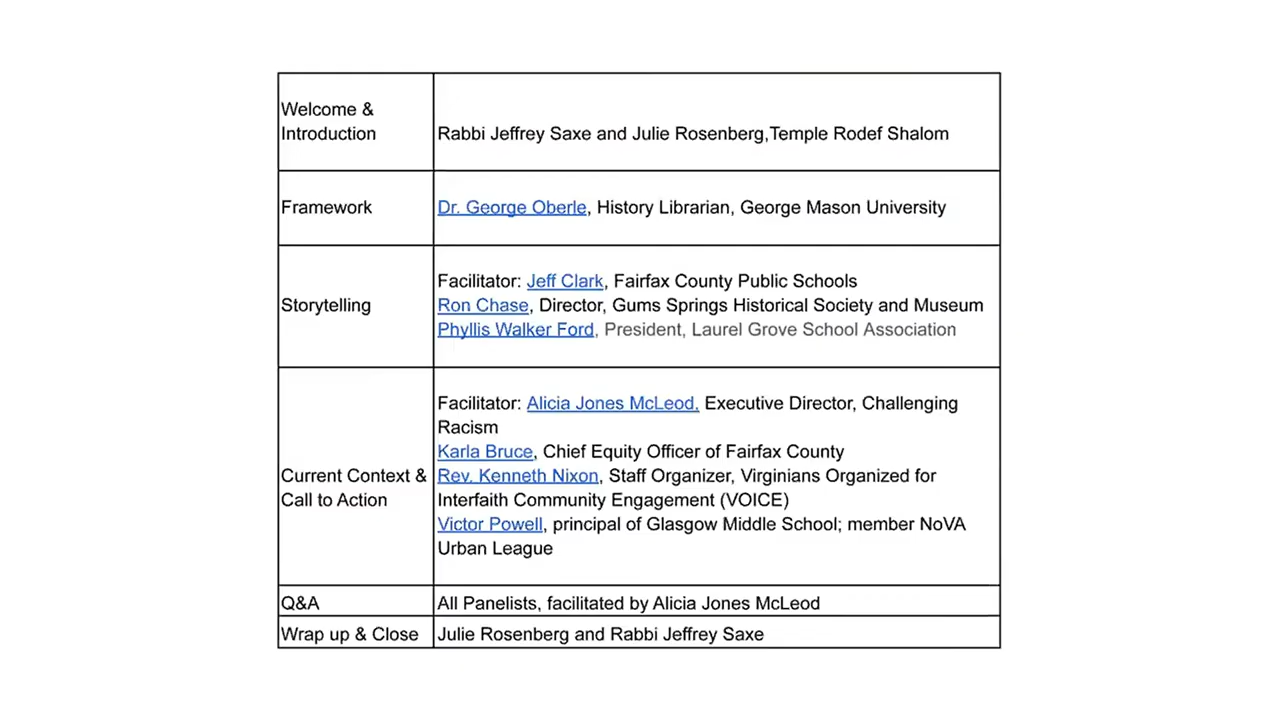 Welcome &
Introduction
Rabbi Jeffrey Saxe and Julie Rosenberg,Temple Rodef Shalom
Framework
Dr. George Oberle, History Librarian, George Mason University
Storytelling
Facilitator: Jeff Clark, Fairfax County Public Schools
Ron Chase, Director, Gums Springs Historical Society and Museum
Phyllis Walker Ford, President, Laurel Grove School Association
Current Context &
Call to Action
Facilitator: Alicia Jones McLeod, Executive Director, Challenging
Racism
Karla Bruce, Chief Equity Officer of Fairfax County
Rev. Kenneth Nixon, Staff Organizer, Virginians Organized for
Interfaith Community Engagement (VOICE)
Victor Powell, principal of Glasgow Middle School; member NoVA
Urban League
Q&A
All Panelists, facilitated by Alicia Jones McLeod
Wrap up & Close
Julie Rosenberg and Rabbi Jeffrey Saxe